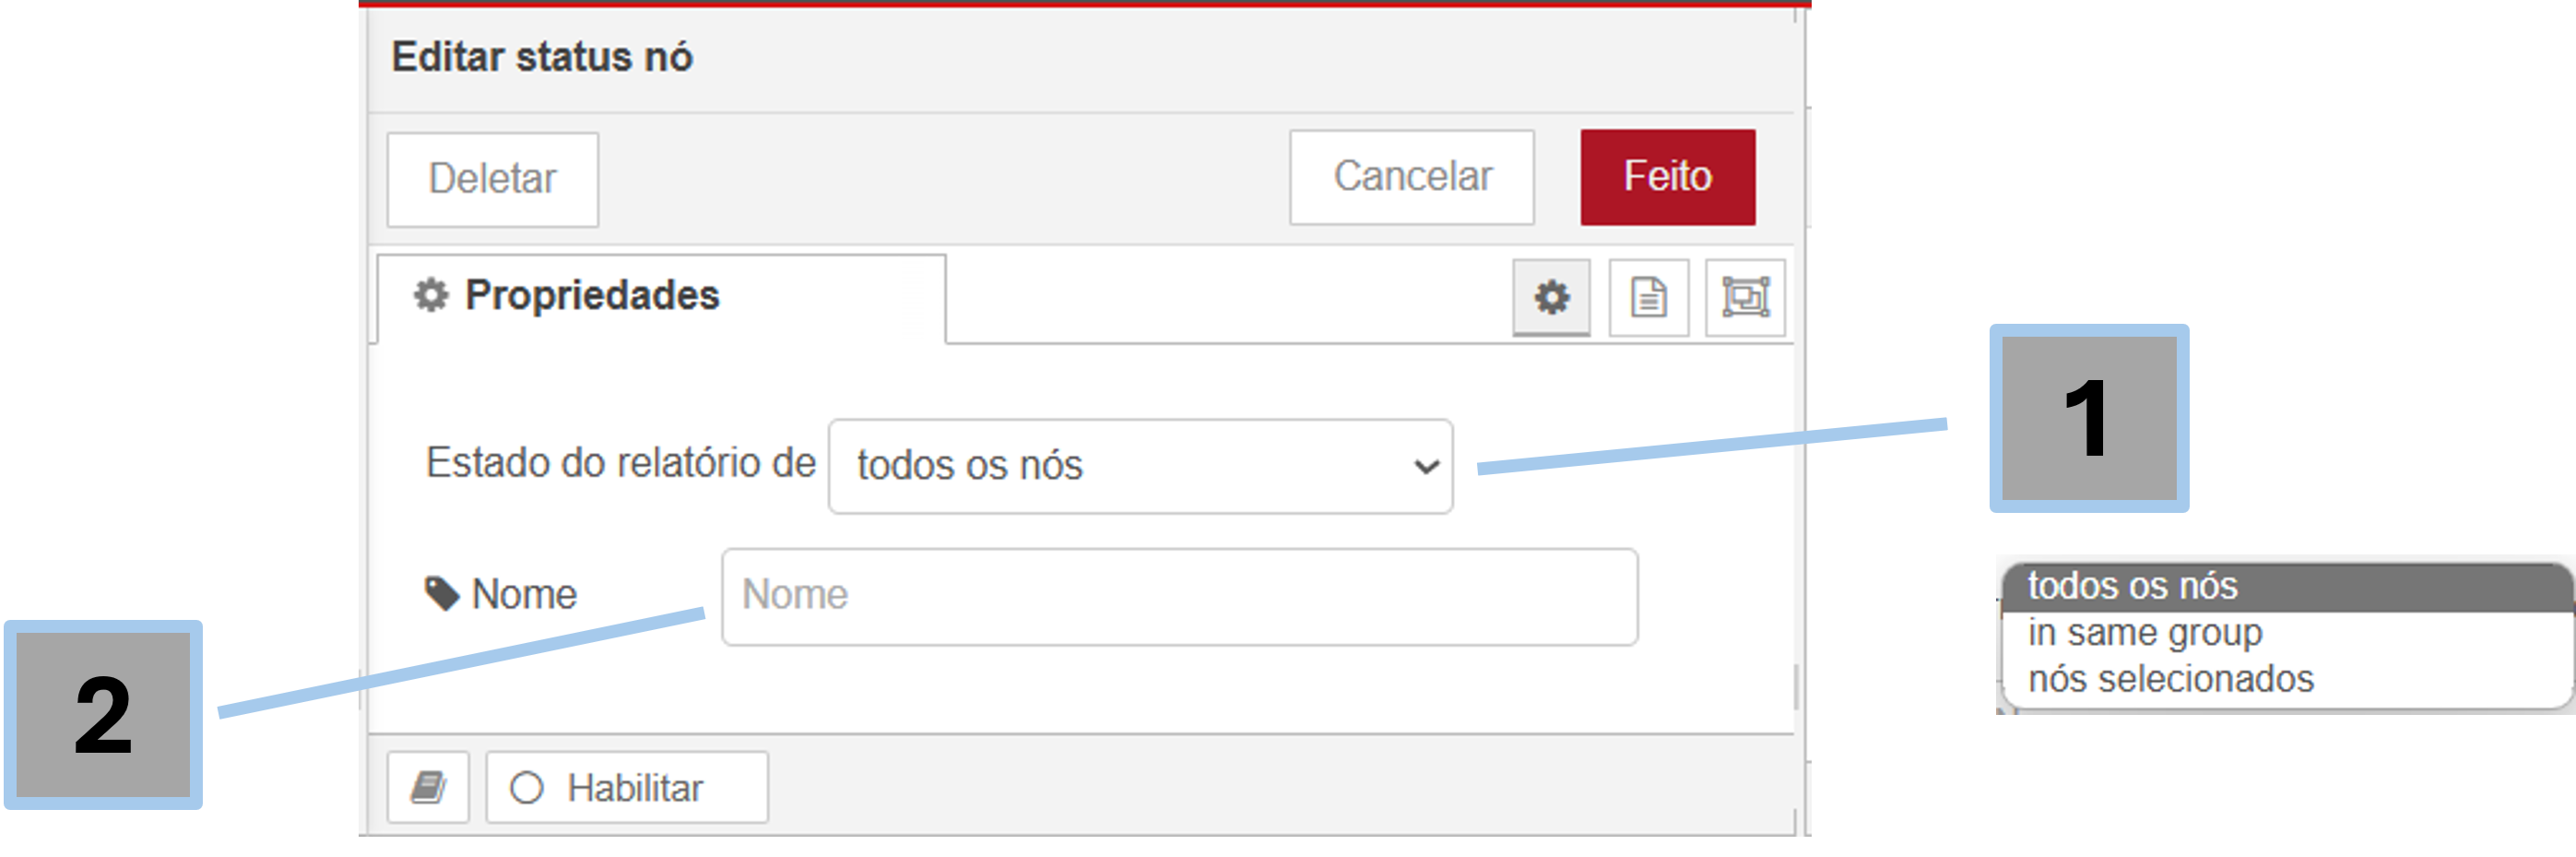 Editar status nó
Deletar
Cancelar
Feito
Propriedades
Estado do relatório de
todos os nós
1
Nome
Nome
2
todos os nós
in same group
nós selecionados
Habilitar